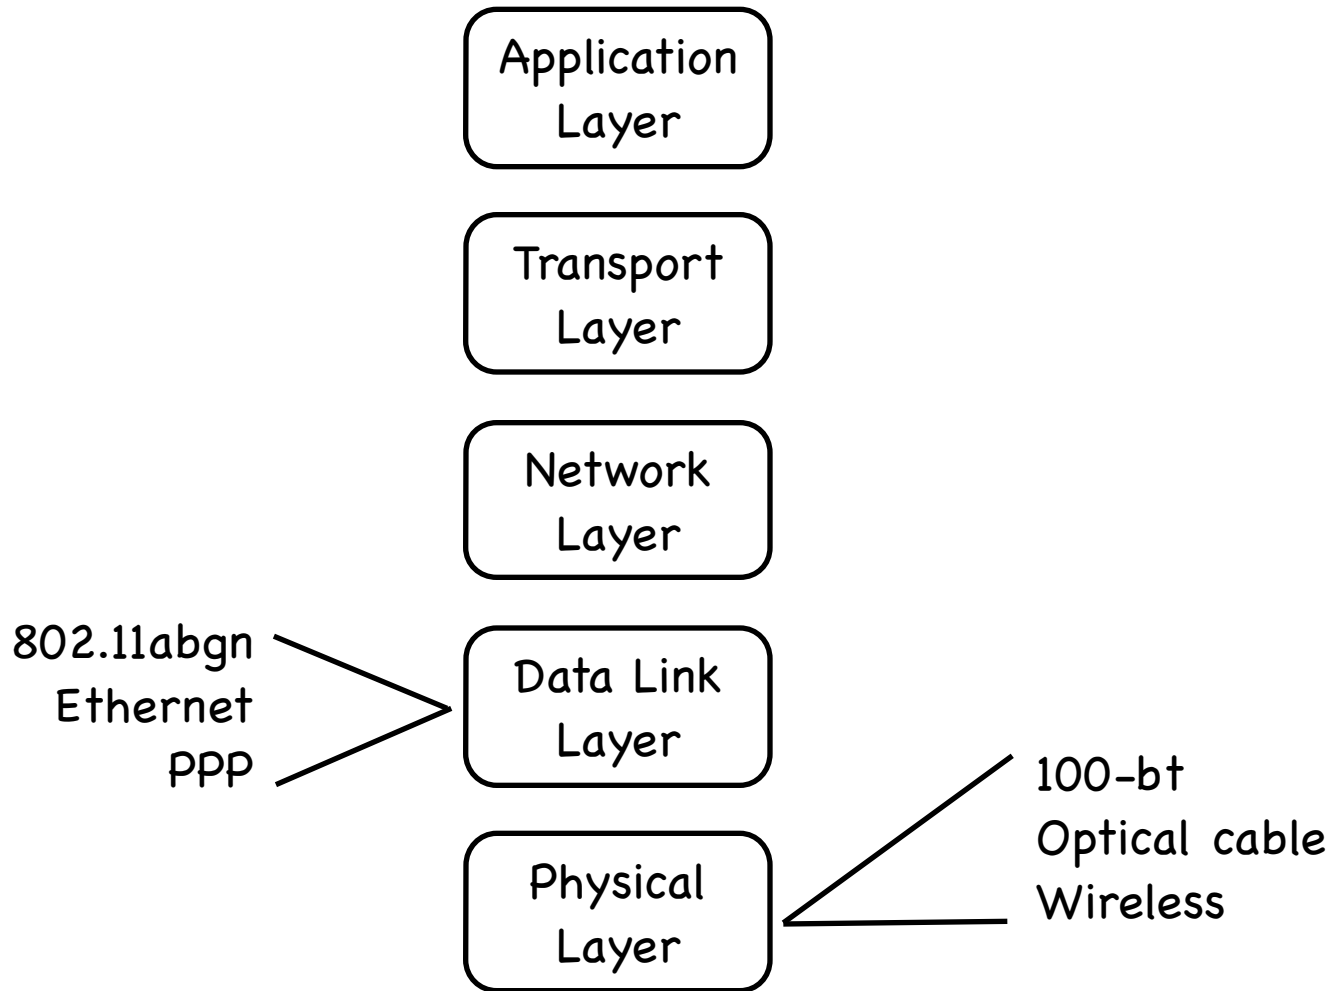 Application
Layer
Transport
Layer
Network
Layer
802.11abgn
Ethernet
PPP
Data Link
Layer
100-bt
Optical cable
Wireless
Physical
Layer